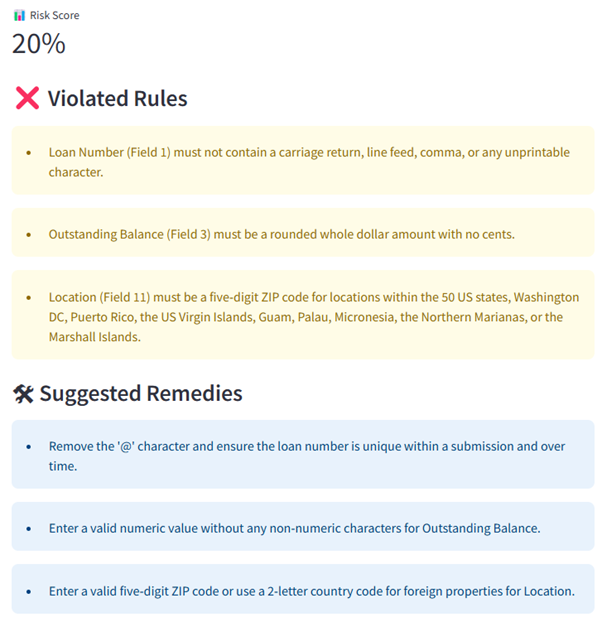 Risk Score
20%
Violated Rules
• Loan Number (Field 1) must not contain a carriage return, line feed, comma, or any unprintable
character.
• Outstanding Balance (Field 3) must be a rounded whole dollar amount with no cents.
• Location (Field 11) must be a five-digit ZIP code for locations within the 50 US states, Washington
DC, Puerto Rico, the US Virgin Islands, Guam, Palau, Micronesia, the Northern Marianas, or the
Marshall Islands.
Suggested Remedies
• Remove the '@' character and ensure the loan number is unique within a submission and over
time.
• Enter a valid numeric value without any non-numeric characters for Outstanding Balance.
• Enter a valid five-digit ZIP code or use a 2-letter country code for foreign properties for Location.